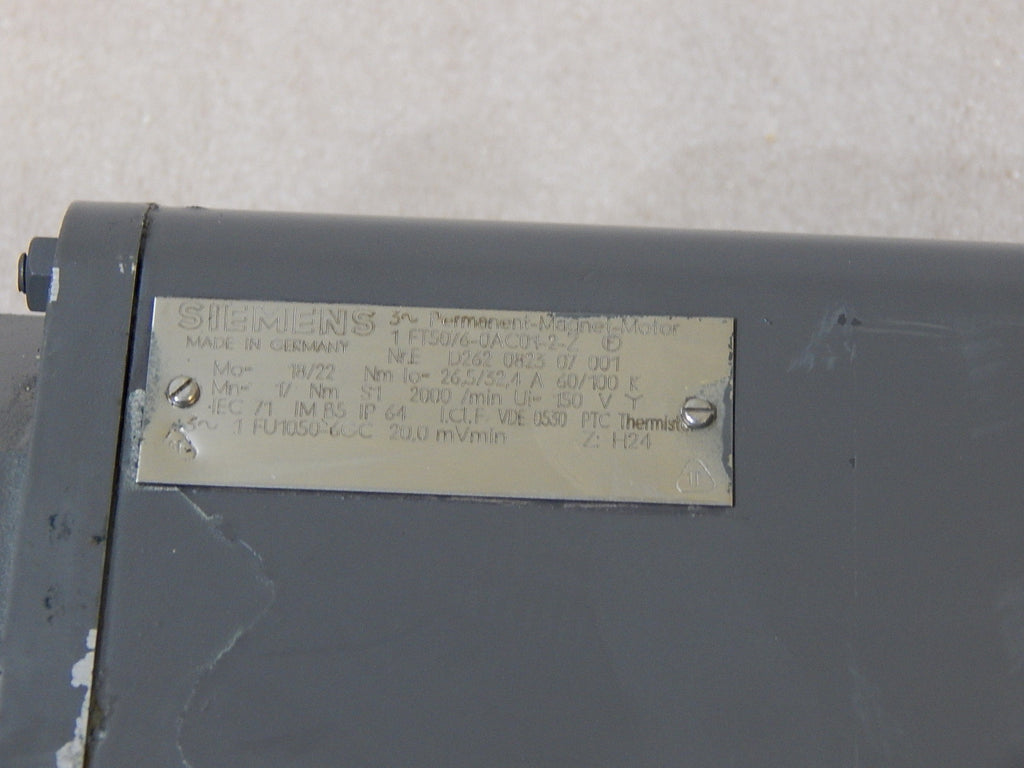 SIEMENS 3~ Permanent-Magnet-Motor
MADE IN GERMANY 1 FT5076-0AC01-2-Z
Nr.E D262 0823 07 001
Mo= 18/22 Nm Io= 26,5/32,4 A 60/100 K
Mn= 17 Nm S1 2000 /min Ui= 150 V Y
IEC 71 IM B5 IP 64 I.Cl.F VDE 0530 PTC Thermist
3~ 1 FU1050-6GC 20,0 mVmin Z: H24
11